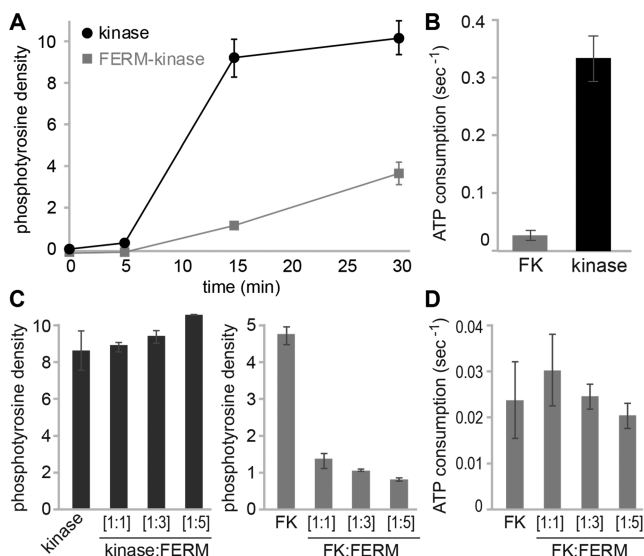 A
kinase
FERM-kinase
phosphotyrosine density
10
8
6
4
2
0
0
5
10
15
20
25
30
time (min)
B
ATP consumption (sec⁻¹)
0.4
0.3
0.2
0.1
0
FK
kinase
C
phosphotyrosine density
10
8
6
4
2
0
kinase
[1:1]
[1:3]
[1:5]
kinase:FERM
phosphotyrosine density
5
4
3
2
1
0
FK
[1:1]
[1:3]
[1:5]
FK:FERM
D
ATP consumption (sec⁻¹)
0.04
0.03
0.02
0.01
0
FK
[1:1]
[1:3]
[1:5]
FK:FERM